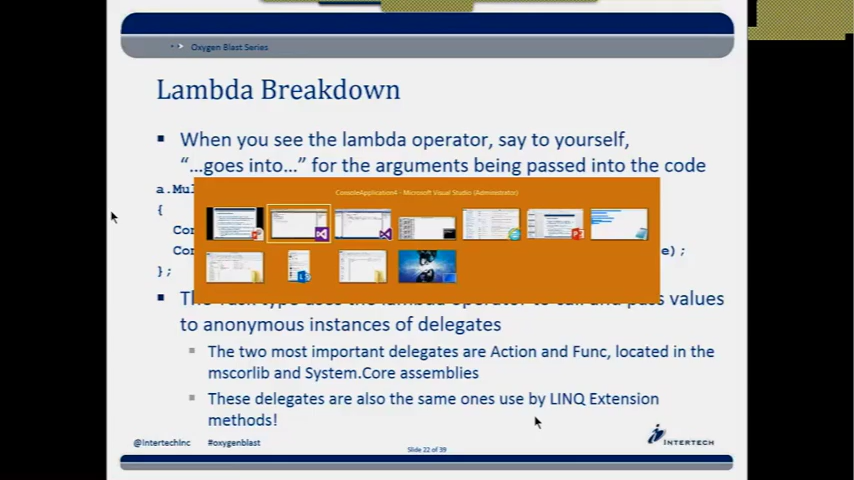 Oxygen Blast Series
Lambda Breakdown
When you see the lambda operator, say to yourself,
“…goes into…” for the arguments being passed into the code
a.Mul
ConsoleApplication4 - Microsoft Visual Studio (Administrator)
{
Con
Con e);
};
The Task type uses the lambda operator to call and pass values
to anonymous instances of delegates
The two most important delegates are Action and Func, located in the
mscorlib and System.Core assemblies
These delegates are also the same ones use by LINQ Extension
methods!
@IntertechInc #oxygenblast
INTERTECH
Slide 22 of 39